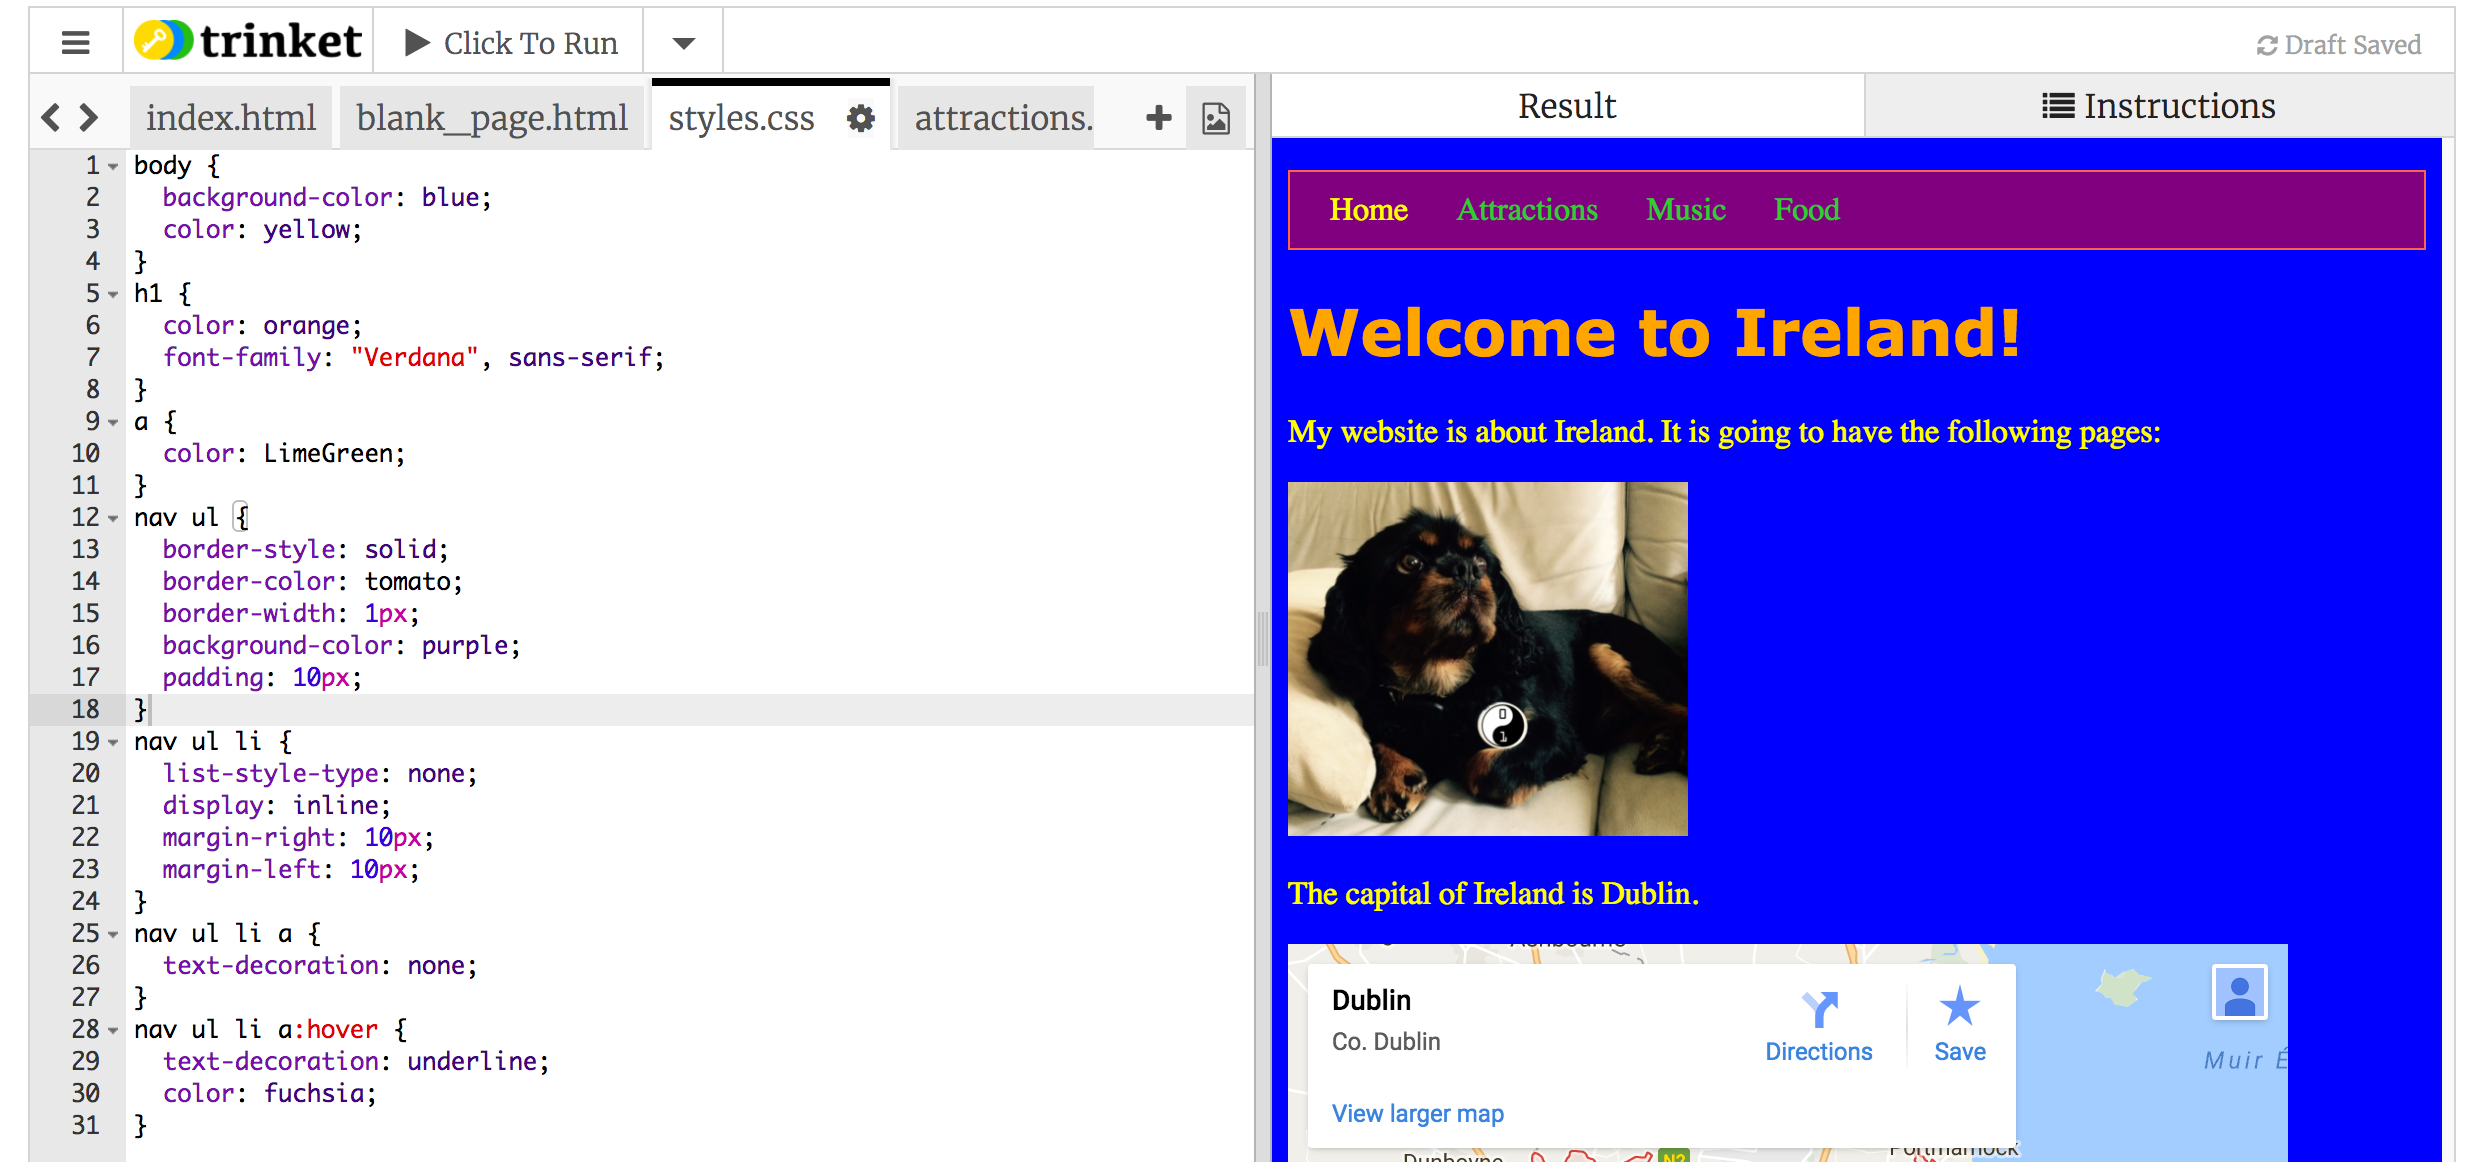 trinket Click To Run Draft Saved
index.html blank_page.html styles.css attractions.
Result Instructions
1 body {
2 background-color: blue;
3 color: yellow;
4 }
5 h1 {
6 color: orange;
7 font-family: "Verdana", sans-serif;
8 }
9 a {
10 color: LimeGreen;
11 }
12 nav ul {
13 border-style: solid;
14 border-color: tomato;
15 border-width: 1px;
16 background-color: purple;
17 padding: 10px;
18 }
19 nav ul li {
20 list-style-type: none;
21 display: inline;
22 margin-right: 10px;
23 margin-left: 10px;
24 }
25 nav ul li a {
26 text-decoration: none;
27 }
28 nav ul li a:hover {
29 text-decoration: underline;
30 color: fuchsia;
31 }
Home Attractions Music Food
Welcome to Ireland!
My website is about Ireland. It is going to have the following pages:
0
1
The capital of Ireland is Dublin.
Dublin
Co. Dublin
Directions
Save
View larger map
Muir É
Portmarnock
Dunboyne
N2